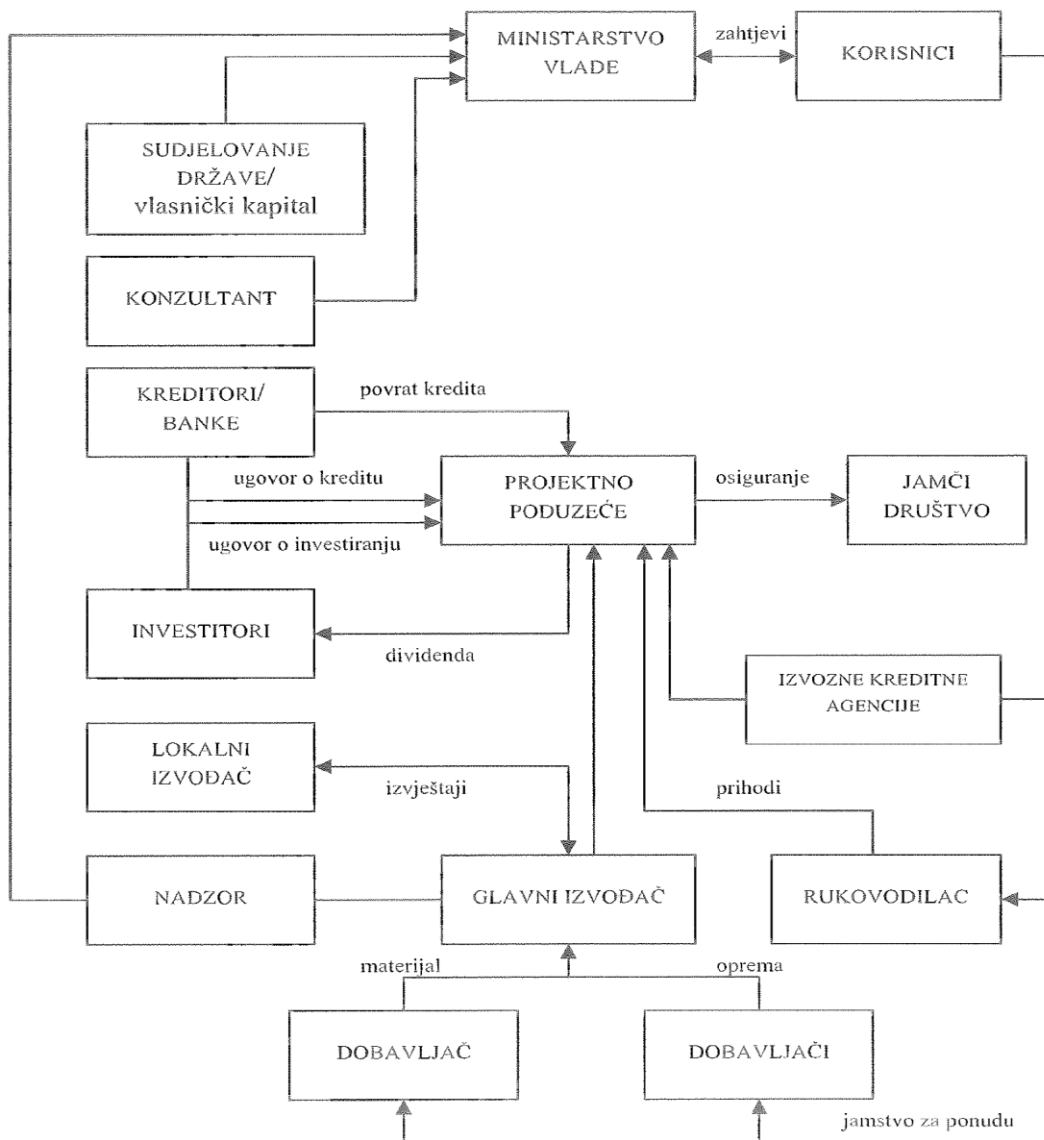 MINISTARSTVO
VLADE
zahtjevi
KORISNICI
SUDJELOVANJE
DRŽAVE/
vlasnički kapital
KONZULTANT
KREDITORI/
BANKE
povrat kredita
ugovor o kreditu
ugovor o investiranju
PROJEKTNO
PODUZEĆE
osiguranje
JAMČI
DRUŠTVO
INVESTITORI
dividenda
IZVOZNE KREDITNE
AGENCIJE
LOKALNI
IZVOĐAČ
izvještaji
prihodi
NADZOR
GLAVNI IZVOĐAČ
RUKOVODILAC
materijal
oprema
DOBAVLJAČ
DOBAVLJAČI
jamstvo za ponudu